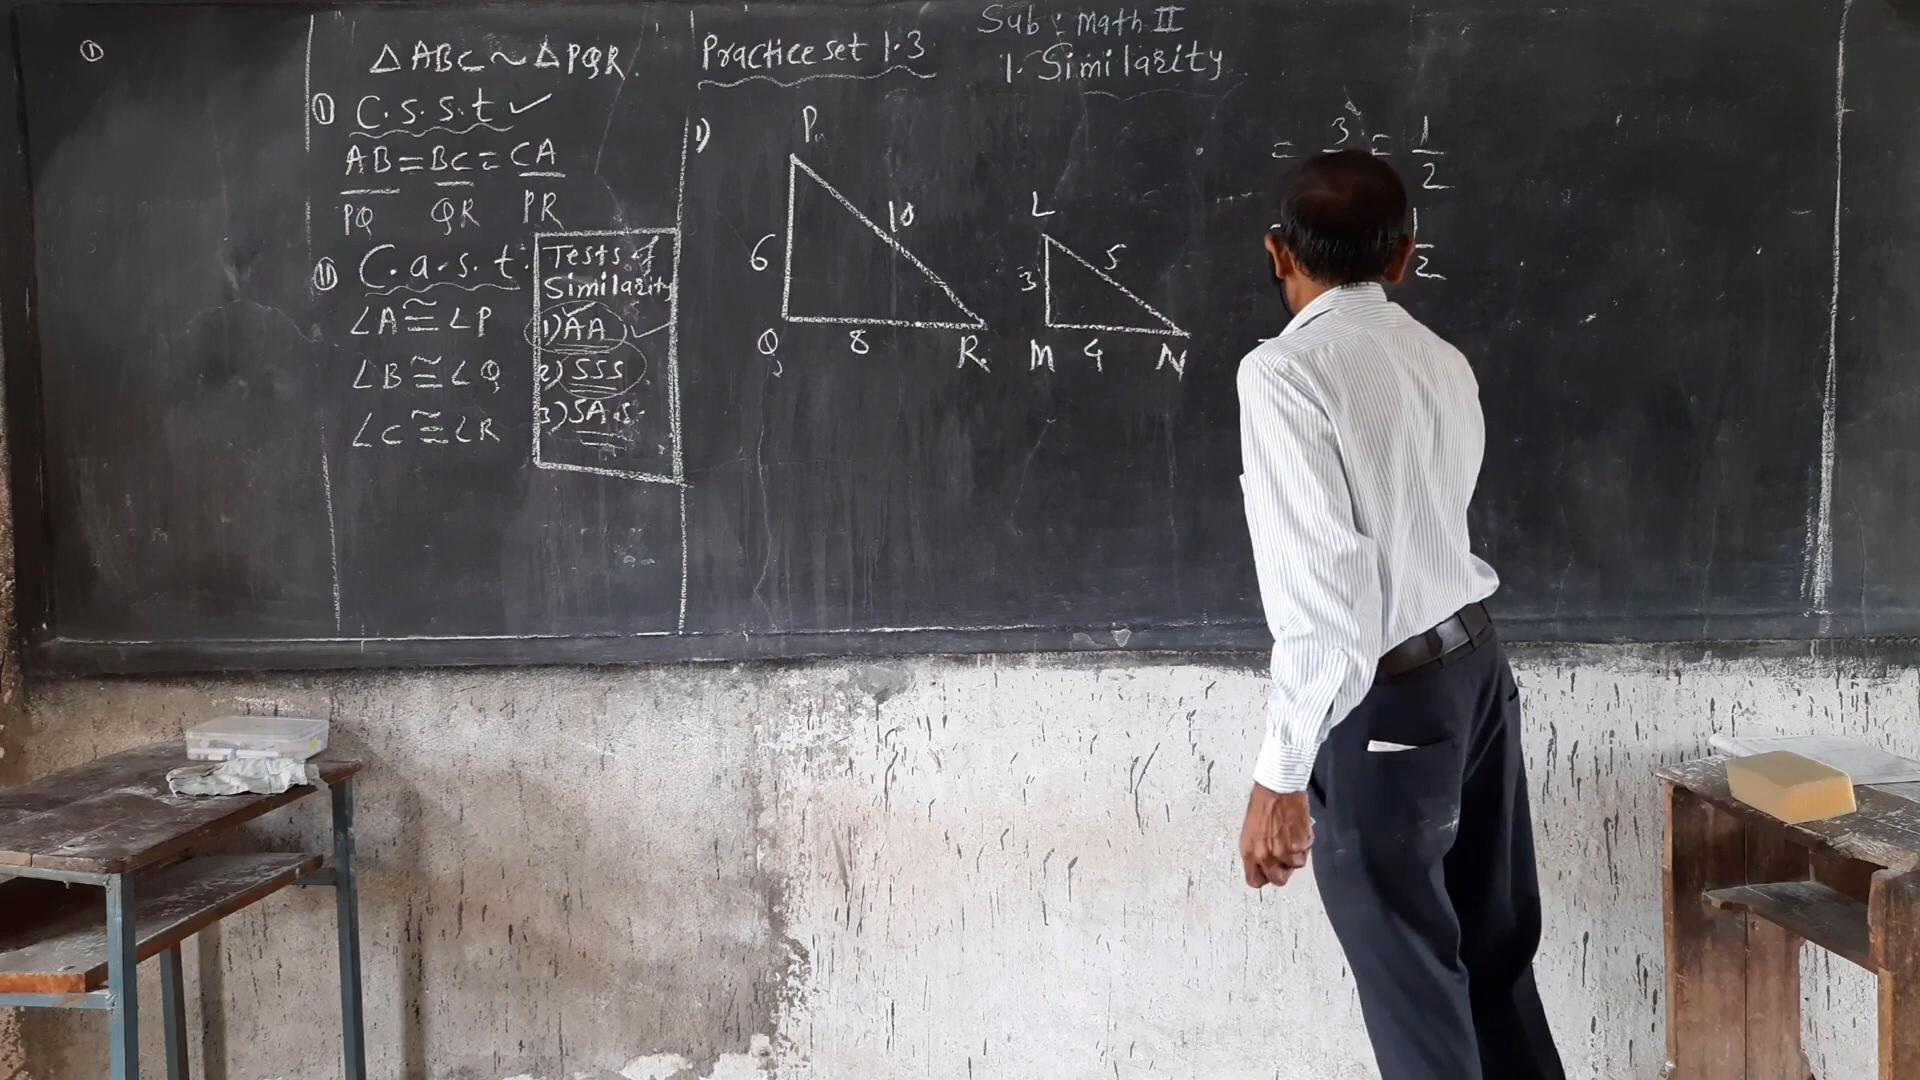 Sub : Math II
1. Similarity
Practice set 1.3
I
△ABC ~ △PQR.
I C.s.s.t ✓
AB = BC = CA
PQ QR PR
II C.a.s.t :
∠A ≅ ∠P
∠B ≅ ∠Q
∠C ≅ ∠R
Tests of
Similarity
1) AA ✓
2) SSS
3) SAS
1)
P
6
10
Q
8
R
L
3
5
M
4
N
= 3 = 1
2
1
2